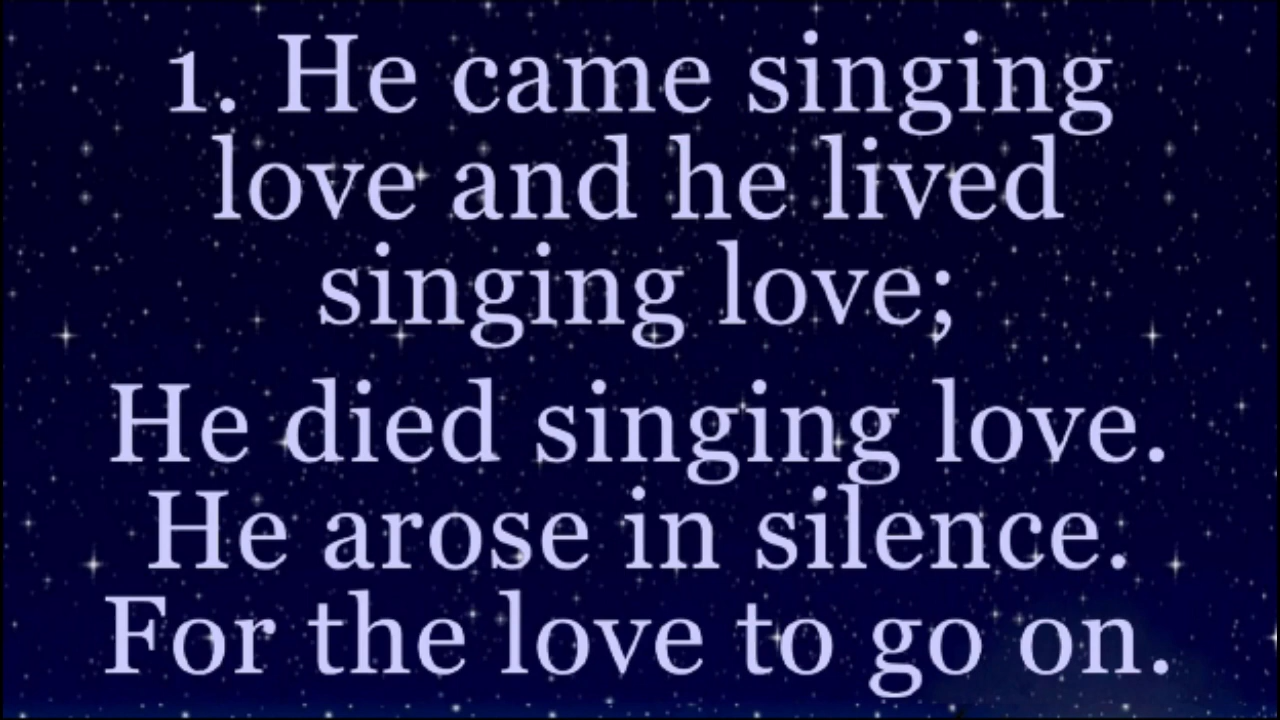 1. He came singing
love and he lived
singing love;
He died singing love.
He arose in silence.
For the love to go on.